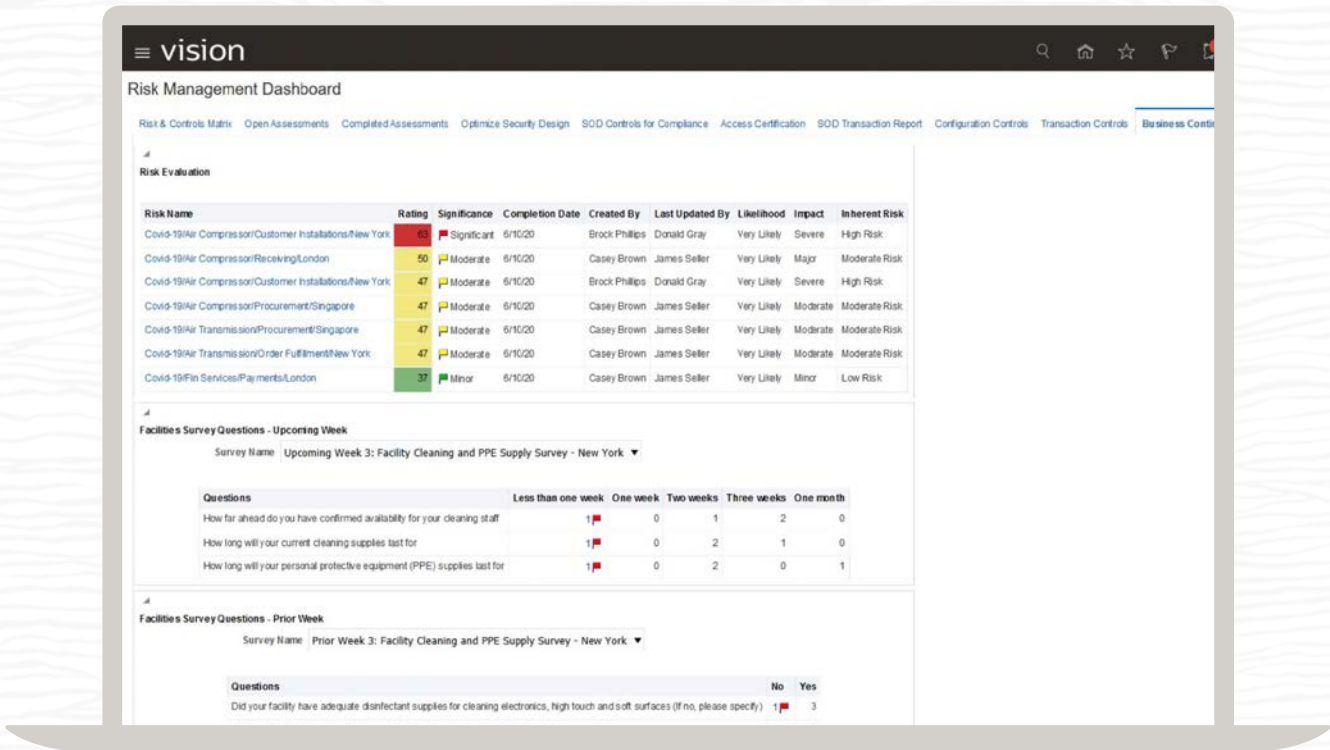 ≡ vision
Risk Management Dashboard
Risk & Controls Matrix Open Assessments Completed Assessments Optimize Security Design SOD Controls for Compliance Access Certification SOD Transaction Report Configuration Controls Transaction Controls Business Contin
Risk Evaluation
Risk Name Rating Significance Completion Date Created By Last Updated By Likelihood Impact Inherent Risk
Covid-19/Air Compressor/Customer Installations/New York 63 Significant 6/10/20 Brock Phillips Donald Gray Very Likely Severe High Risk
Covid-19/Air Compressor/Receiving/London 50 Moderate 6/10/20 Casey Brown James Seller Very Likely Major Moderate Risk
Covid-19/Air Compressor/Customer Installations/New York 47 Moderate 6/10/20 Brock Phillips Donald Gray Very Likely Severe High Risk
Covid-19/Air Compressor/Procurement/Singapore 47 Moderate 6/10/20 Casey Brown James Seller Very Likely Moderate Moderate Risk
Covid-19/Air Transmission/Procurement/Singapore 47 Moderate 6/10/20 Casey Brown James Seller Very Likely Moderate Moderate Risk
Covid-19/Air Transmission/Order Fulfillment/New York 47 Moderate 6/10/20 Casey Brown James Seller Very Likely Moderate Moderate Risk
Covid-19/Fin Services/Payments/London 37 Minor 6/10/20 Casey Brown James Seller Very Likely Minor Low Risk
Facilities Survey Questions - Upcoming Week
Survey Name Upcoming Week 3: Facility Cleaning and PPE Supply Survey - New York ▼
Questions Less than one week One week Two weeks Three weeks One month
How far ahead do you have confirmed availability for your cleaning staff 1 0 1 2 0
How long will your current cleaning supplies last for 1 0 2 1 0
How long will your personal protective equipment (PPE) supplies last for 1 0 2 0 1
Facilities Survey Questions - Prior Week
Survey Name Prior Week 3: Facility Cleaning and PPE Supply Survey - New York ▼
Questions No Yes
Did your facility have adequate disinfectant supplies for cleaning electronics, high touch and soft surfaces (If no, please specify) 1 3